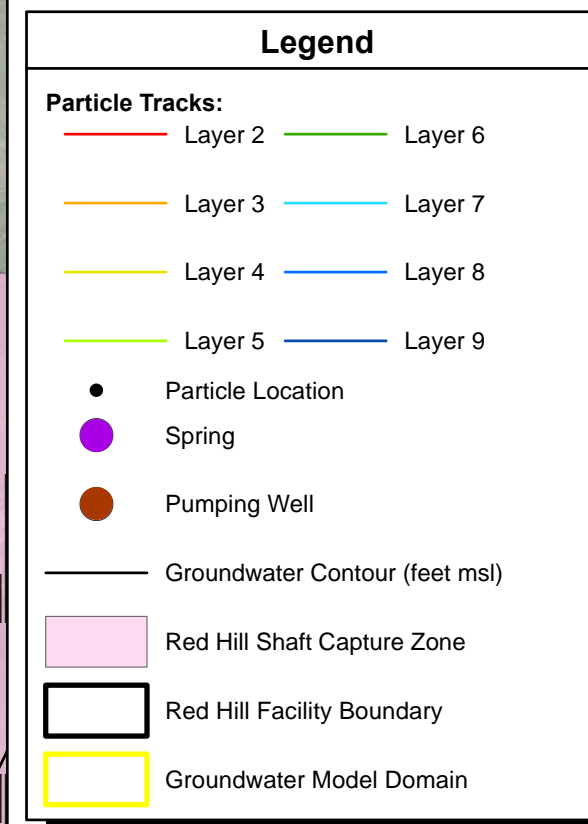 Legend
Particle Tracks:
Layer 2 Layer 6
Layer 3 Layer 7
Layer 4 Layer 8
Layer 5 Layer 9
Particle Location
Spring
Pumping Well
Groundwater Contour (feet msl)
Red Hill Shaft Capture Zone
Red Hill Facility Boundary
Groundwater Model Domain